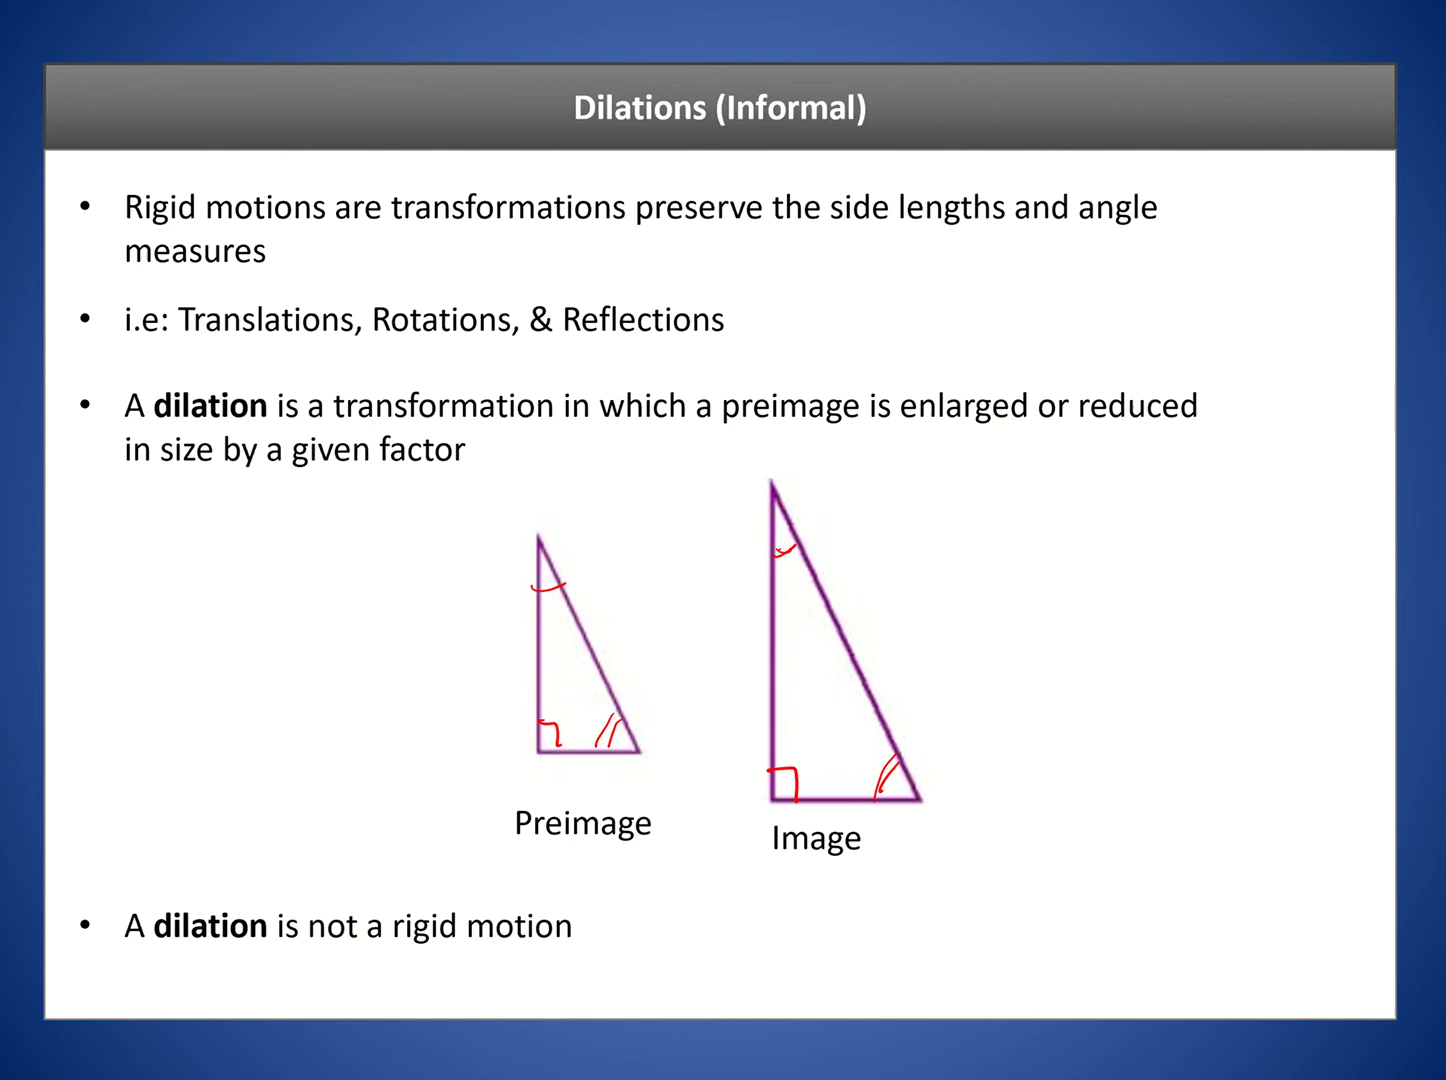 Dilations (Informal)
• Rigid motions are transformations preserve the side lengths and angle
measures
• i.e: Translations, Rotations, & Reflections
• A dilation is a transformation in which a preimage is enlarged or reduced
in size by a given factor
Preimage
Image
• A dilation is not a rigid motion